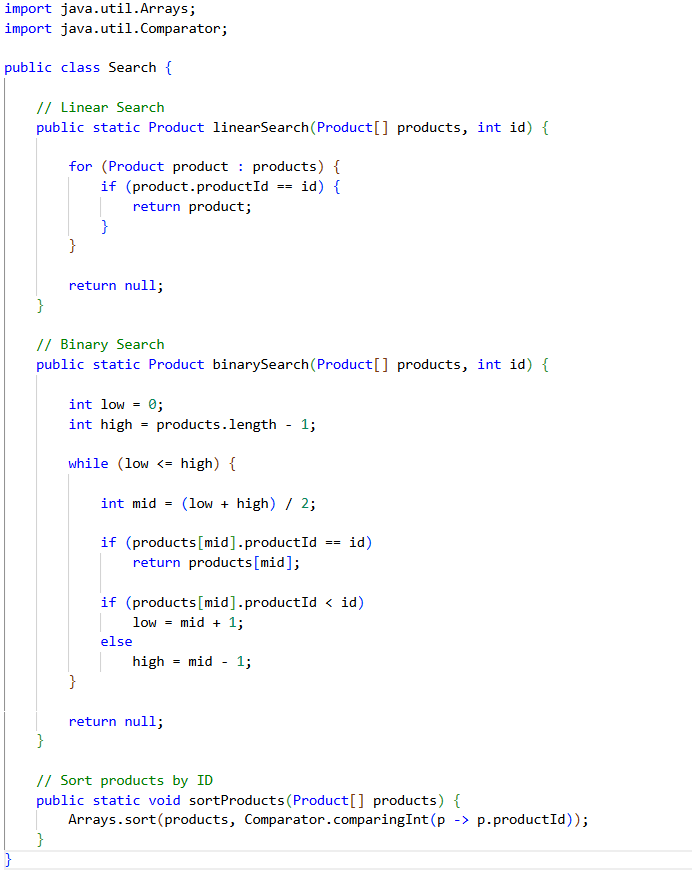 import java.util.Arrays;
import java.util.Comparator;

public class Search {

    // Linear Search
    public static Product linearSearch(Product[] products, int id) {

        for (Product product : products) {
            if (product.productId == id) {
                return product;
            }
        }

        return null;
    }

    // Binary Search
    public static Product binarySearch(Product[] products, int id) {

        int low = 0;
        int high = products.length - 1;

        while (low <= high) {

            int mid = (low + high) / 2;

            if (products[mid].productId == id)
                return products[mid];

            if (products[mid].productId < id)
                low = mid + 1;
            else
                high = mid - 1;
        }

        return null;
    }

    // Sort products by ID
    public static void sortProducts(Product[] products) {
        Arrays.sort(products, Comparator.comparingInt(p -> p.productId));
    }
}